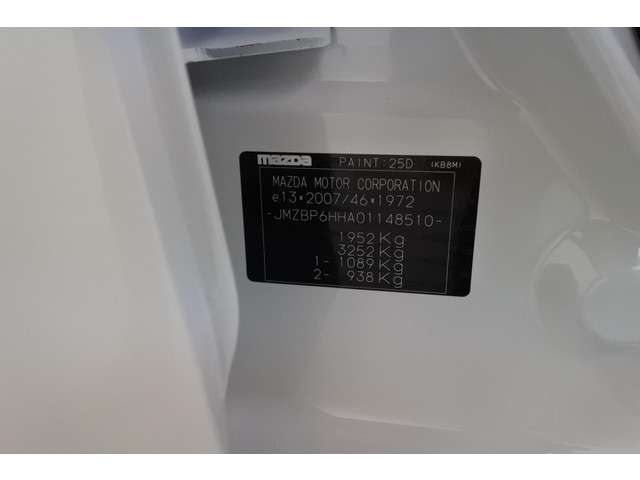 mazda PAINT:25D (KB8M)
MAZDA MOTOR CORPORATION
e13*2007/46*1972
-JMZBP6HHA01148510-
1952Kg
3252Kg
1- 1089Kg
2- 938Kg